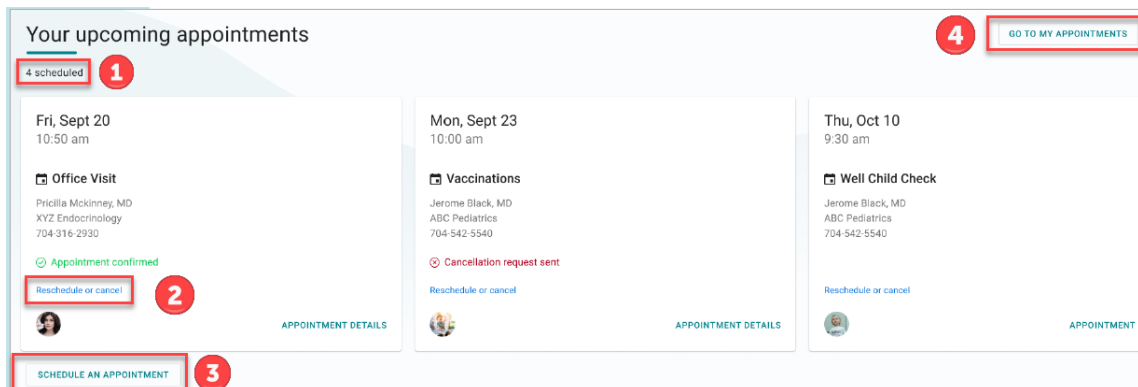 Your upcoming appointments
4
GO TO MY APPOINTMENTS
4 scheduled
1
Fri, Sept 20
10:50 am
Office Visit
Pricilla Mckinney, MD
XYZ Endocrinology
704-316-2930
Appointment confirmed
Reschedule or cancel
2
APPOINTMENT DETAILS
Mon, Sept 23
10:00 am
Vaccinations
Jerome Black, MD
ABC Pediatrics
704-542-5540
Cancellation request sent
Reschedule or cancel
APPOINTMENT DETAILS
Thu, Oct 10
9:30 am
Well Child Check
Jerome Black, MD
ABC Pediatrics
704-542-5540
Reschedule or cancel
APPOINTMENT
SCHEDULE AN APPOINTMENT
3